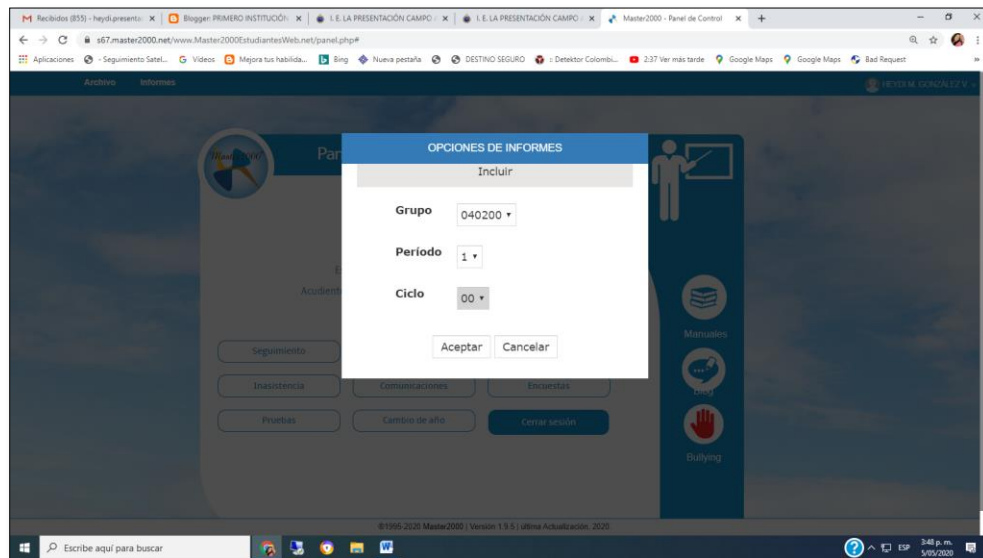 Recibidos (855) - heydi.presenta
Blogger: PRIMERO INSTITUCIÓN
I. E. LA PRESENTACIÓN CAMPO
I. E. LA PRESENTACIÓN CAMPO
Master2000 - Panel de Control
s67.master2000.net/www.Master2000EstudiantesWeb.net/panel.php#
Aplicaciones
- Seguimiento Satel...
Videos
Mejora tus habilida...
Bing
Nueva pestaña
DESTINO SEGURO
:: Detektor Colombi...
2:37 Ver más tarde
Google Maps
Google Maps
Bad Request
Archivo Informes
HEYDI M. GONZÁLEZ V.
Pan
OPCIONES DE INFORMES
Incluir
Grupo 040200
Período 1
Acudient
Ciclo 00
Manuales
Aceptar Cancelar
Seguimiento
Inasistencia Comunicaciones Encuestas
Blog
Pruebas Cambio de año Cerrar sesión
Bullying
©1995-2020 Master2000 | Versión 1.9.5 | última Actualización. 2020.
Escribe aquí para buscar
ESP
3:48 p. m.
5/05/2020